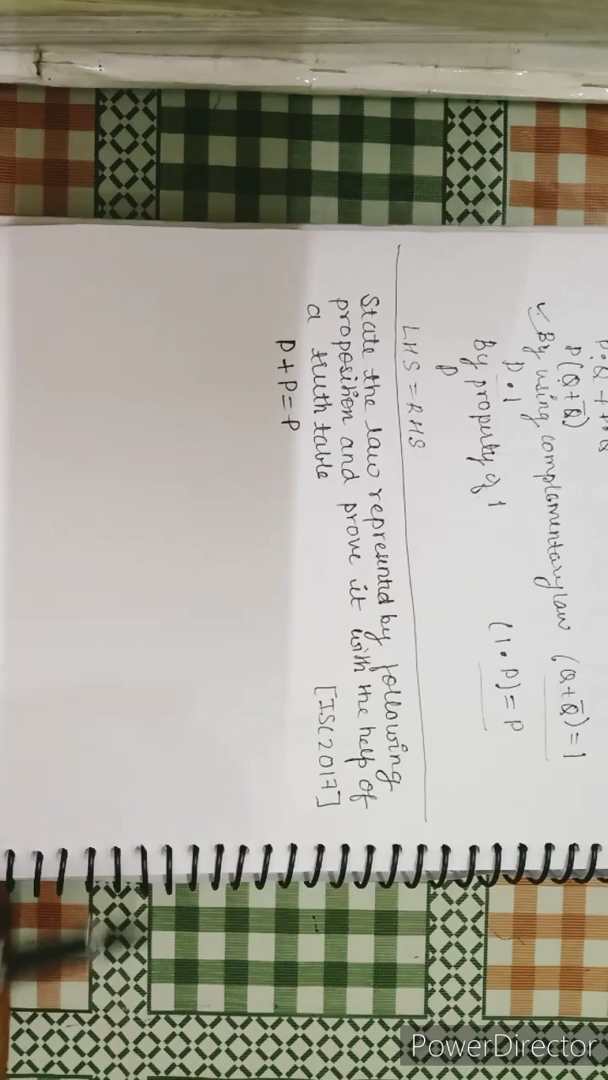 P(Q+Q̅)
✓ By using complementary law (Q+Q̅)=1
P.1
By property of 1 (1.P)=P
P
LHS = RHS
State the law represented by following
proposition and prove it with the help of
a truth table [ISC 2017]
P+P=P
PowerDirector